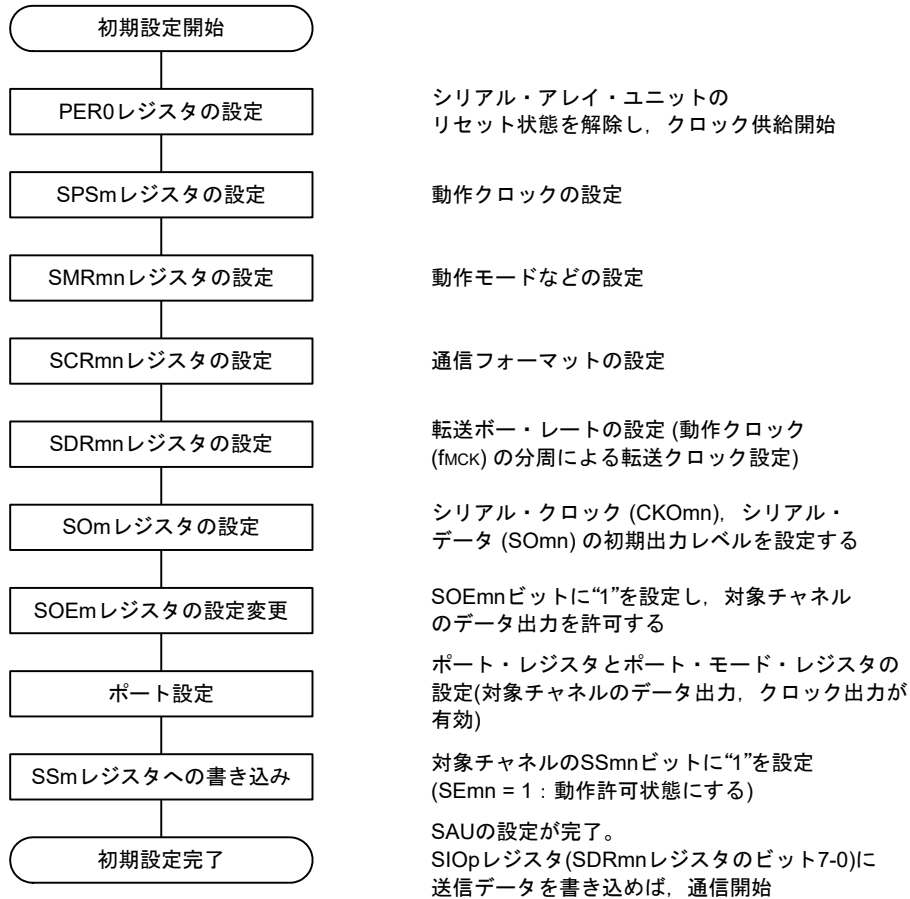 初期設定開始
PER0レジスタの設定
シリアル・アレイ・ユニットの
リセット状態を解除し，クロック供給開始
SPSmレジスタの設定
動作クロックの設定
SMRmnレジスタの設定
動作モードなどの設定
SCRmnレジスタの設定
通信フォーマットの設定
SDRmnレジスタの設定
転送ボー・レートの設定 (動作クロック
(fMCK) の分周による転送クロック設定)
SOmレジスタの設定
シリアル・クロック (CKOmn)，シリアル・
データ (SOmn) の初期出力レベルを設定する
SOEmレジスタの設定変更
SOEmnビットに“1”を設定し，対象チャネル
のデータ出力を許可する
ポート設定
ポート・レジスタとポート・モード・レジスタの
設定(対象チャネルのデータ出力，クロック出力が
有効)
SSmレジスタへの書き込み
対象チャネルのSSmnビットに“1”を設定
(SEmn = 1：動作許可状態にする)
初期設定完了
SAUの設定が完了。
SIOpレジスタ(SDRmnレジスタのビット7-0)に
送信データを書き込めば，通信開始